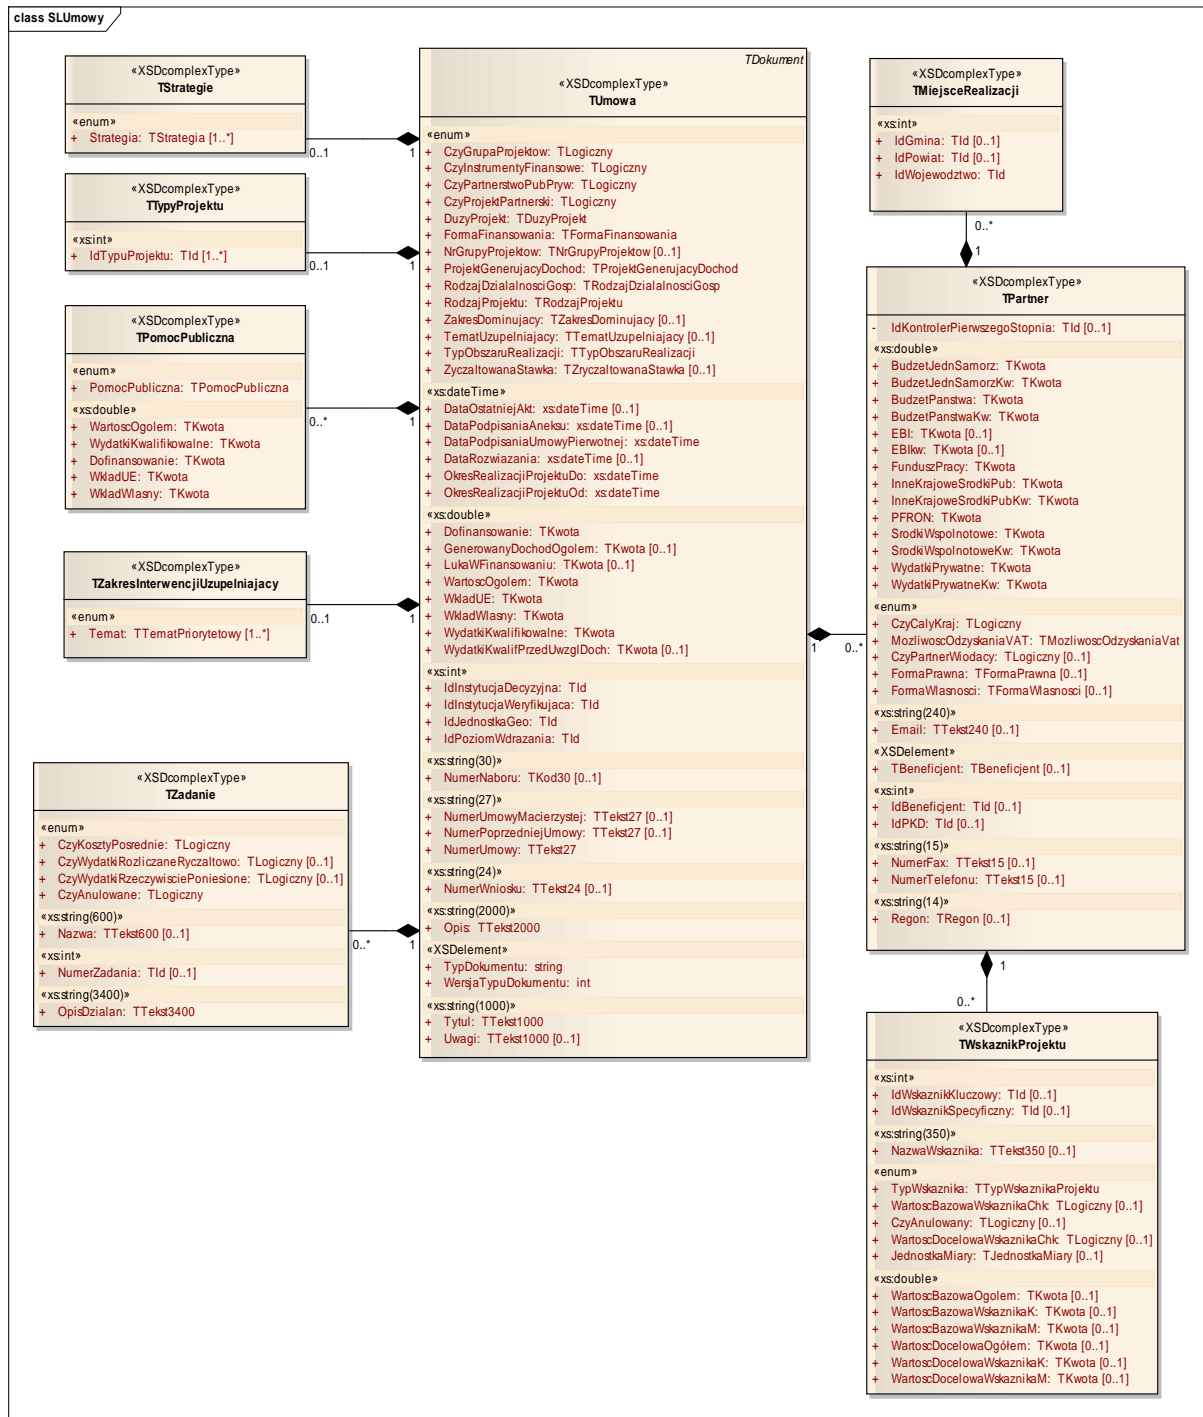 class SLUmowy
«XSDcomplexType»
TStrategie
«enum»
+ Strategia: TStrategia [1..*]
0..1
1
«XSDcomplexType»
TTypyProjektu
«xs:int»
+ IdTypuProjektu: TId [1..*]
0..1
1
«XSDcomplexType»
TPomocPubliczna
«enum»
+ PomocPubliczna: TPomocPubliczna
«xs:double»
+ WartoscOgolem: TKwota
+ WydatkiKwalifikowalne: TKwota
+ Dofinansowanie: TKwota
+ WkladUE: TKwota
+ WkladWlasny: TKwota
0..*
1
«XSDcomplexType»
TZakresInterwencjiUzupelniajacy
«enum»
+ Temat: TTematPriorytetowy [1..*]
0..1
1
«XSDcomplexType»
TZadanie
«enum»
+ CzyKosztyPosrednie: TLogiczny
+ CzyWydatkiRozliczaneRyczaltowo: TLogiczny [0..1]
+ CzyWydatkiRzeczywisciePoniesione: TLogiczny [0..1]
+ CzyAnulowane: TLogiczny
«xs:string(600)»
+ Nazwa: TTekst600 [0..1]
«xs:int»
+ NumerZadania: TId [0..1]
«xs:string(3400)»
+ OpisDzialan: TTekst3400
0..*
1
TDokument
«XSDcomplexType»
TUmowa
«enum»
+ CzyGrupaProjektow: TLogiczny
+ CzyInstrumentyFinansowe: TLogiczny
+ CzyPartnerstwoPubPryw: TLogiczny
+ CzyProjektPartnerski: TLogiczny
+ DuzyProjekt: TDuzyProjekt
+ FormaFinansowania: TFormaFinansowania
+ NrGrupyProjektow: TNrGrupyProjektow [0..1]
+ ProjektGenerujacyDochod: TProjektGenerujacyDochod
+ RodzajDzialalnosciGosp: TRodzajDzialalnosciGosp
+ RodzajProjektu: TRodzajProjektu
+ ZakresDominujacy: TZakresDominujacy [0..1]
+ TematUzupelniajacy: TTematUzupelniajacy [0..1]
+ TypObszaruRealizacji: TTypObszaruRealizacji
+ ZyczaltowanaStawka: TZryczaltowanaStawka [0..1]
«xs:dateTime»
+ DataOstatniejAkt: xs:dateTime [0..1]
+ DataPodpisaniaAneksu: xs:dateTime [0..1]
+ DataPodpisaniaUmowyPierwotnej: xs:dateTime
+ DataRozwiazania: xs:dateTime [0..1]
+ OkresRealizacjiProjektuDo: xs:dateTime
+ OkresRealizacjiProjektuOd: xs:dateTime
«xs:double»
+ Dofinansowanie: TKwota
+ GenerowanyDochodOgolem: TKwota [0..1]
+ LukaWFinansowaniu: TKwota [0..1]
+ WartoscOgolem: TKwota
+ WkladUE: TKwota
+ WkladWlasny: TKwota
+ WydatkiKwalifikowalne: TKwota
+ WydatkiKwalifPrzedUwzglDoch: TKwota [0..1]
«xs:int»
+ IdInstytucjaDecyzyjna: TId
+ IdInstytucjaWeryfikujaca: TId
+ IdJednostkaGeo: TId
+ IdPoziomWdrazania: TId
«xs:string(30)»
+ NumerNaboru: TKod30 [0..1]
«xs:string(27)»
+ NumerUmowyMacierzystej: TTekst27 [0..1]
+ NumerPoprzedniejUmowy: TTekst27 [0..1]
+ NumerUmowy: TTekst27
«xs:string(24)»
+ NumerWniosku: TTekst24 [0..1]
«xs:string(2000)»
+ Opis: TTekst2000
«XSDelement»
+ TypDokumentu: string
+ WersjaTypuDokumentu: int
«xs:string(1000)»
+ Tytul: TTekst1000
+ Uwagi: TTekst1000 [0..1]
1
0..*
«XSDcomplexType»
TMiejsceRealizacji
«xs:int»
+ IdGmina: TId [0..1]
+ IdPowiat: TId [0..1]
+ IdWojewodztwo: TId
0..*
1
«XSDcomplexType»
TPartner
- IdKontrolerPierwszegoStopnia: TId [0..1]
«xs:double»
+ BudzetJednSamorz: TKwota
+ BudzetJednSamorzKw: TKwota
+ BudzetPanstwa: TKwota
+ BudzetPanstwaKw: TKwota
+ EBI: TKwota [0..1]
+ EBIkw: TKwota [0..1]
+ FunduszPracy: TKwota
+ InneKrajoweSrodkiPub: TKwota
+ InneKrajoweSrodkiPubKw: TKwota
+ PFRON: TKwota
+ SrodkiWspolnotowe: TKwota
+ SrodkiWspolnotoweKw: TKwota
+ WydatkiPrywatne: TKwota
+ WydatkiPrywatneKw: TKwota
«enum»
+ CzyCalyKraj: TLogiczny
+ MozliwoscOdzyskaniaVAT: TMozliwoscOdzyskaniaVat
+ CzyPartnerWiodacy: TLogiczny [0..1]
+ FormaPrawna: TFormaPrawna [0..1]
+ FormaWlasnosci: TFormaWlasnosci [0..1]
«xs:string(240)»
+ Email: TTekst240 [0..1]
«XSDelement»
+ TBeneficjent: TBeneficjent [0..1]
«xs:int»
+ IdBeneficjent: TId [0..1]
+ IdPKD: TId [0..1]
«xs:string(15)»
+ NumerFax: TTekst15 [0..1]
+ NumerTelefonu: TTekst15 [0..1]
«xs:string(14)»
+ Regon: TRegon [0..1]
1
0..*
«XSDcomplexType»
TWskaznikProjektu
«xs:int»
+ IdWskaznikKluczowy: TId [0..1]
+ IdWskaznikSpecyficzny: TId [0..1]
«xs:string(350)»
+ NazwaWskaznika: TTekst350 [0..1]
«enum»
+ TypWskaznika: TTypWskaznikaProjektu
+ WartoscBazowaWskaznikaChk: TLogiczny [0..1]
+ CzyAnulowany: TLogiczny [0..1]
+ WartoscDocelowaWskaznikaChk: TLogiczny [0..1]
+ JednostkaMiary: TJednostkaMiary [0..1]
«xs:double»
+ WartoscBazowaOgolem: TKwota [0..1]
+ WartoscBazowaWskaznikaK: TKwota [0..1]
+ WartoscBazowaWskaznikaM: TKwota [0..1]
+ WartoscDocelowaOgółem: TKwota [0..1]
+ WartoscDocelowaWskaznikaK: TKwota [0..1]
+ WartoscDocelowaWskaznikaM: TKwota [0..1]